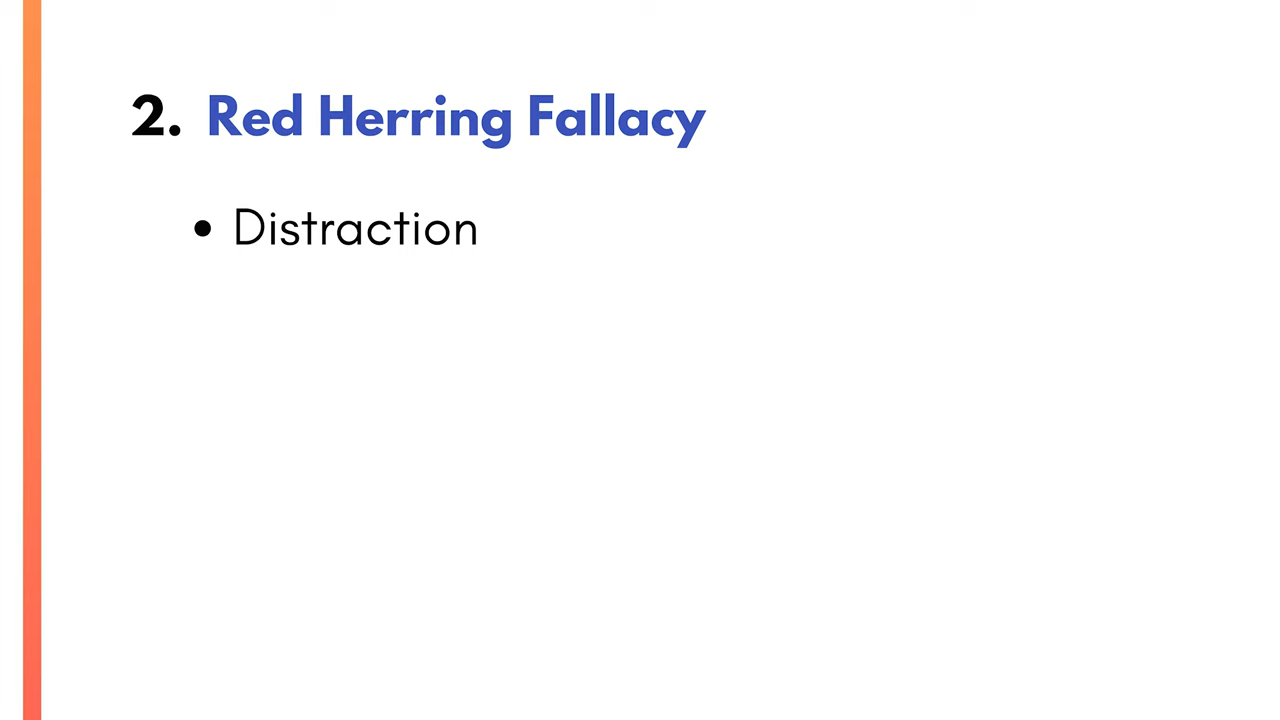 2. Red Herring Fallacy
• Distraction